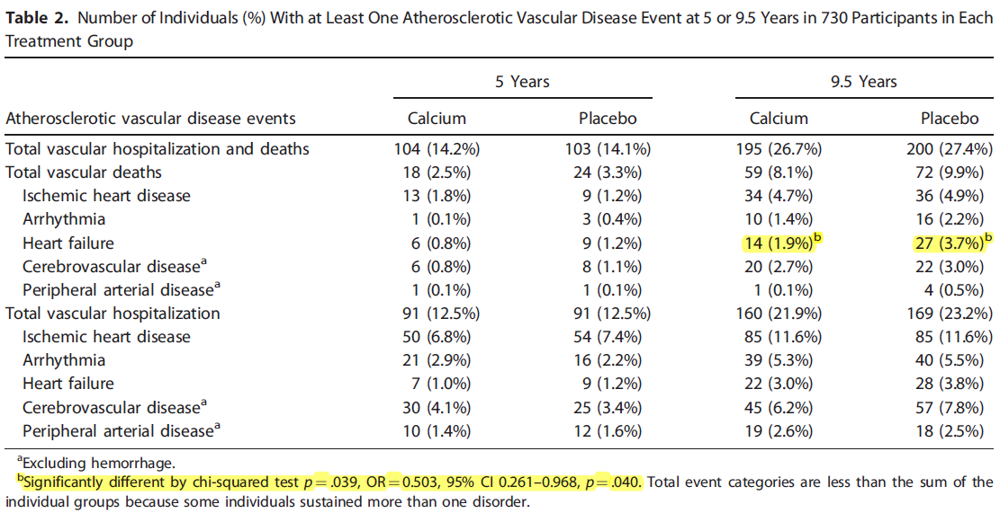 Table 2. Number of Individuals (%) With at Least One Atherosclerotic Vascular Disease Event at 5 or 9.5 Years in 730 Participants in Each
Treatment Group
5 Years 9.5 Years
Atherosclerotic vascular disease events Calcium Placebo Calcium Placebo
Total vascular hospitalization and deaths 104 (14.2%) 103 (14.1%) 195 (26.7%) 200 (27.4%)
Total vascular deaths 18 (2.5%) 24 (3.3%) 59 (8.1%) 72 (9.9%)
Ischemic heart disease 13 (1.8%) 9 (1.2%) 34 (4.7%) 36 (4.9%)
Arrhythmia 1 (0.1%) 3 (0.4%) 10 (1.4%) 16 (2.2%)
Heart failure 6 (0.8%) 9 (1.2%) 14 (1.9%)b 27 (3.7%)b
Cerebrovascular diseasea 6 (0.8%) 8 (1.1%) 20 (2.7%) 22 (3.0%)
Peripheral arterial diseasea 1 (0.1%) 1 (0.1%) 1 (0.1%) 4 (0.5%)
Total vascular hospitalization 91 (12.5%) 91 (12.5%) 160 (21.9%) 169 (23.2%)
Ischemic heart disease 50 (6.8%) 54 (7.4%) 85 (11.6%) 85 (11.6%)
Arrhythmia 21 (2.9%) 16 (2.2%) 39 (5.3%) 40 (5.5%)
Heart failure 7 (1.0%) 9 (1.2%) 22 (3.0%) 28 (3.8%)
Cerebrovascular diseasea 30 (4.1%) 25 (3.4%) 45 (6.2%) 57 (7.8%)
Peripheral arterial diseasea 10 (1.4%) 12 (1.6%) 19 (2.6%) 18 (2.5%)
aExcluding hemorrhage.
bSignificantly different by chi-squared test p = .039, OR = 0.503, 95% CI 0.261–0.968, p = .040. Total event categories are less than the sum of the
individual groups because some individuals sustained more than one disorder.